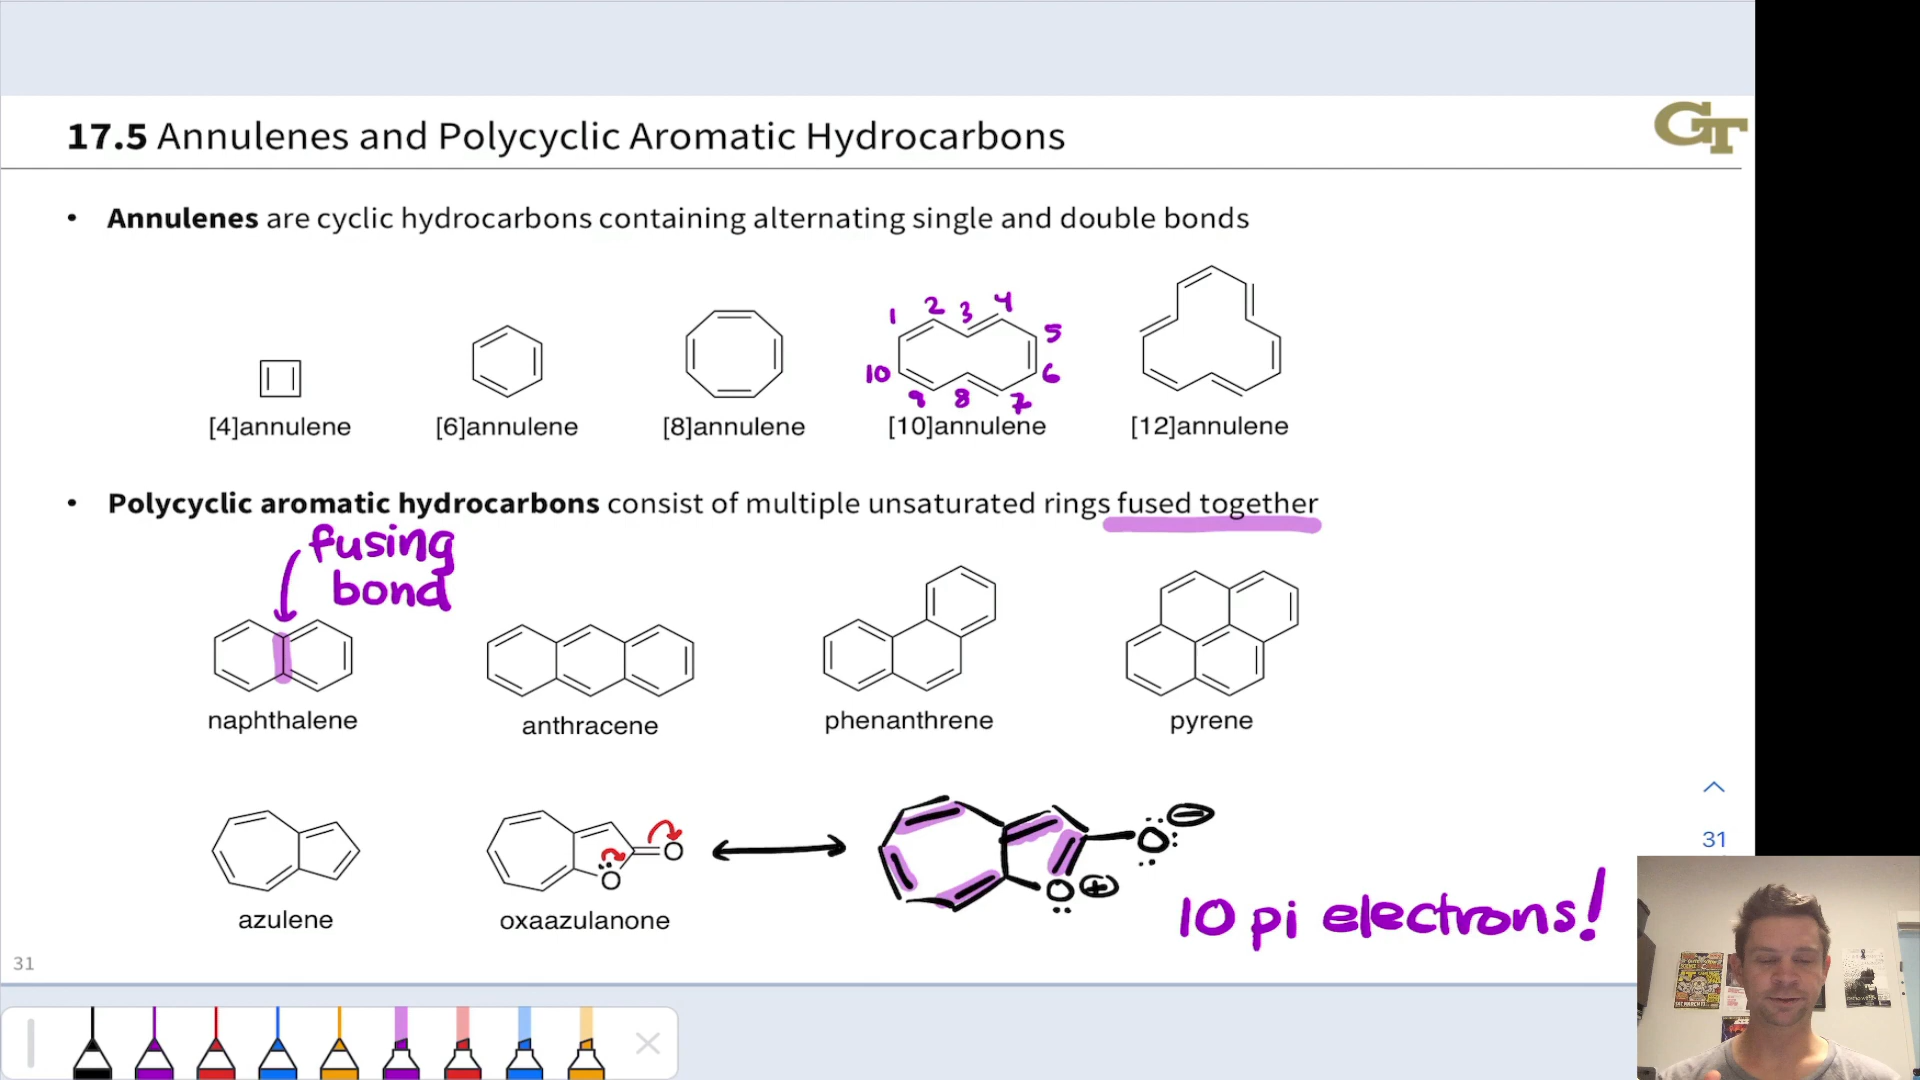 17.5 Annulenes and Polycyclic Aromatic Hydrocarbons
GT
• Annulenes are cyclic hydrocarbons containing alternating single and double bonds
1 2 3 4 5
10 9 8 7 6
[4]annulene [6]annulene [8]annulene [10]annulene [12]annulene
• Polycyclic aromatic hydrocarbons consist of multiple unsaturated rings fused together
fusing
bond
naphthalene anthracene phenanthrene pyrene
O O ⊖
O O ⊕
10 pi electrons!
azulene oxaazulanone
31
31